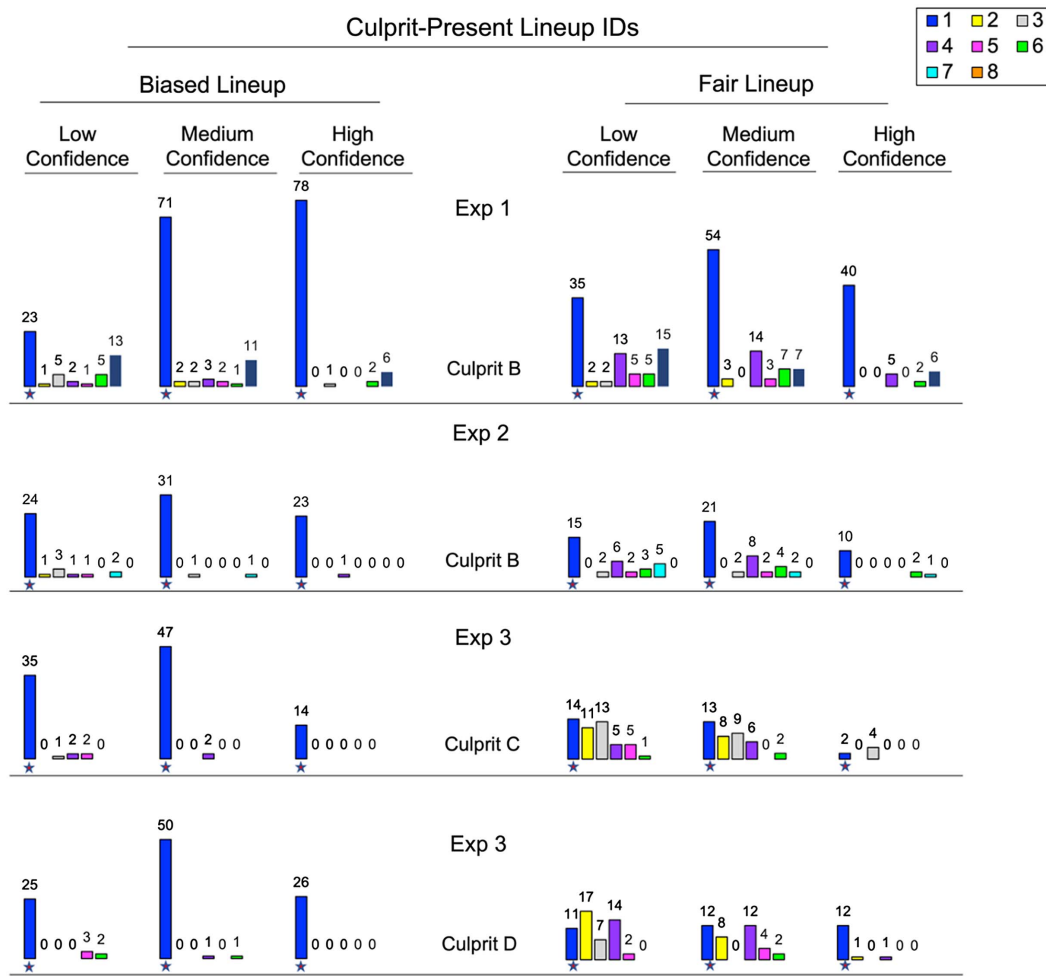 Culprit-Present Lineup IDs
1 2 3
4 5 6
7 8
Biased Lineup
Fair Lineup
Low Confidence
Medium Confidence
High Confidence
Low Confidence
Medium Confidence
High Confidence
Exp 1
23 1 5 2 1 5 13
71 2 2 3 2 1 11
78 0 1 0 0 2 6
Culprit B
35 2 2 13 5 5 15
54 3 0 14 3 7 7
40 0 0 5 0 2 6
Exp 2
24 1 3 1 1 0 2 0
31 0 1 0 0 0 1 0
23 0 0 1 0 0 0 0
Culprit B
15 0 2 6 2 3 5 0
21 0 2 8 2 4 2 0
10 0 0 0 0 2 1 0
Exp 3
35 0 1 2 2 0
47 0 0 2 0 0
14 0 0 0 0 0
Culprit C
14 11 13 5 5 1
13 8 9 6 0 2
2 0 4 0 0 0
Exp 3
25 0 0 0 3 2
50 0 0 1 0 1
26 0 0 0 0 0
Culprit D
11 17 7 14 2 0
12 8 0 12 4 2
12 1 0 1 0 0